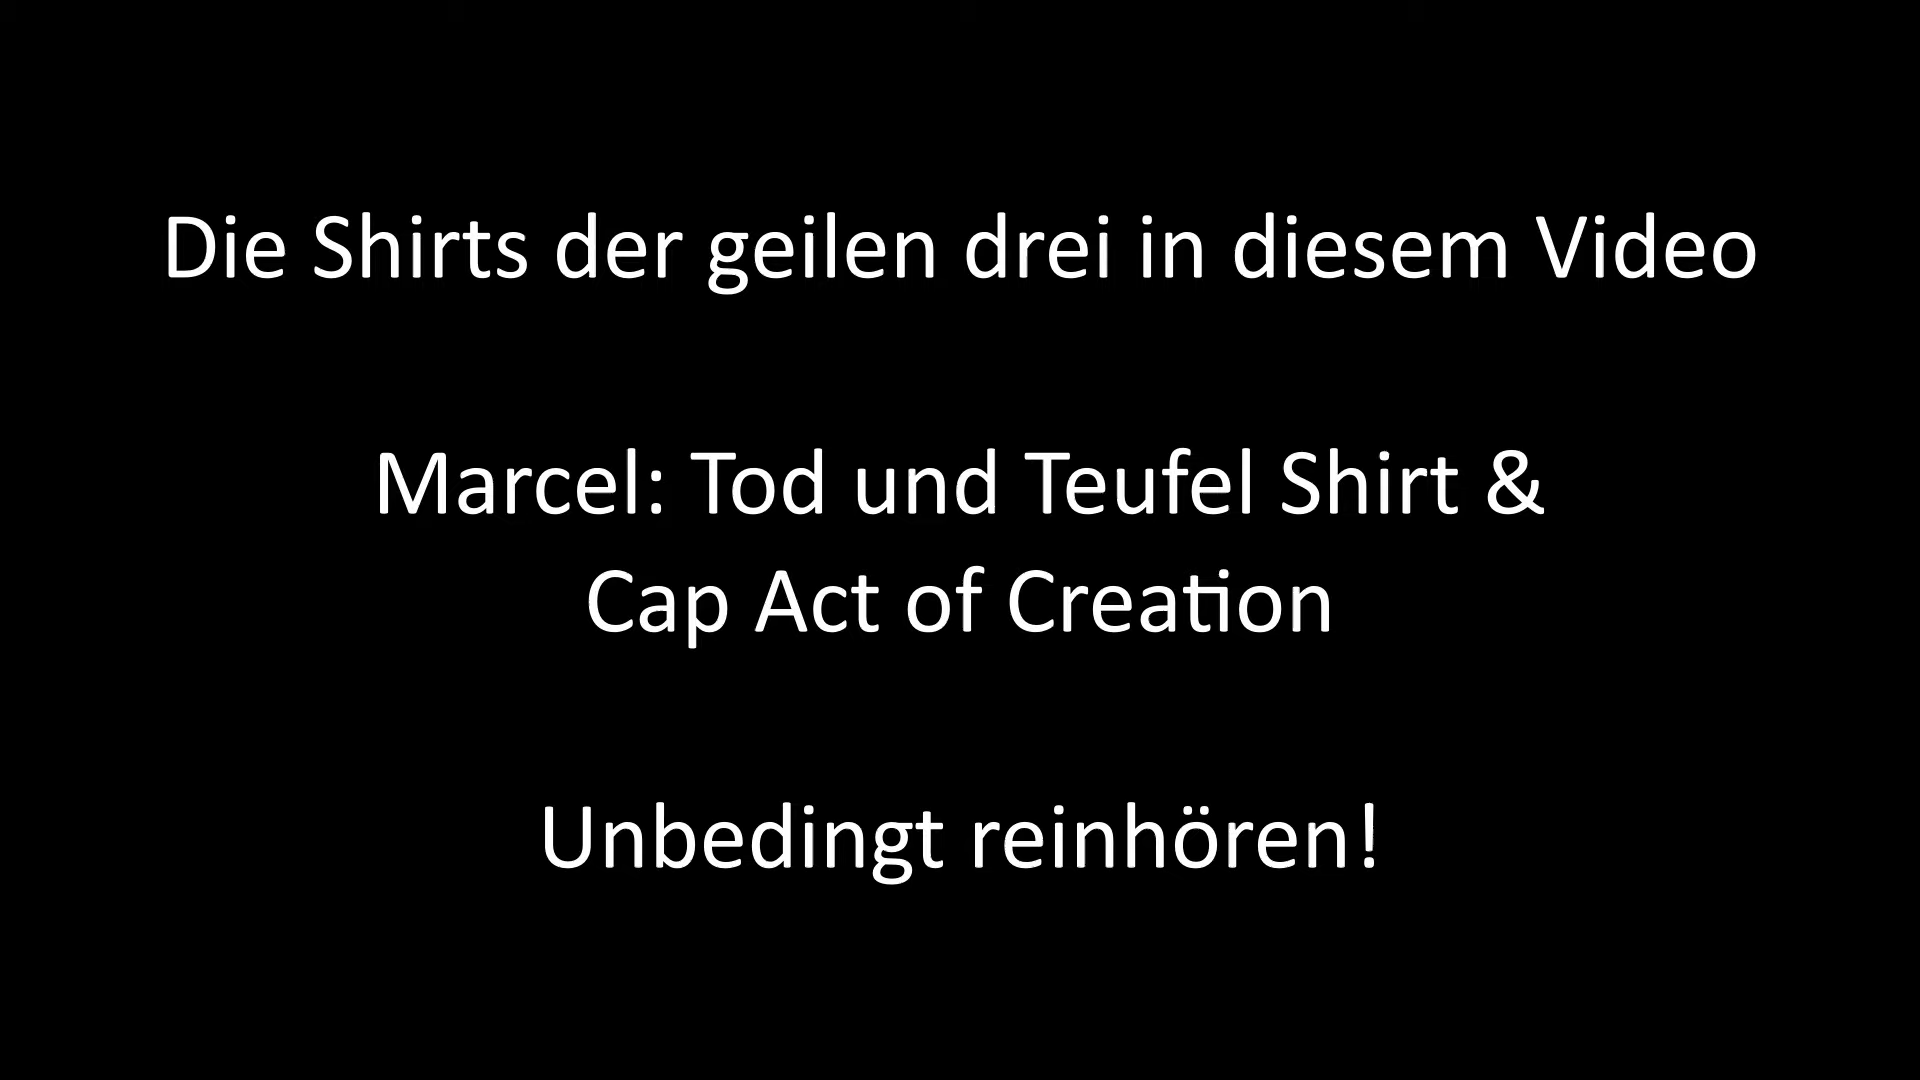 Die Shirts der geilen drei in diesem Video
Marcel: Tod und Teufel Shirt &
Cap Act of Creation
Unbedingt reinhören!